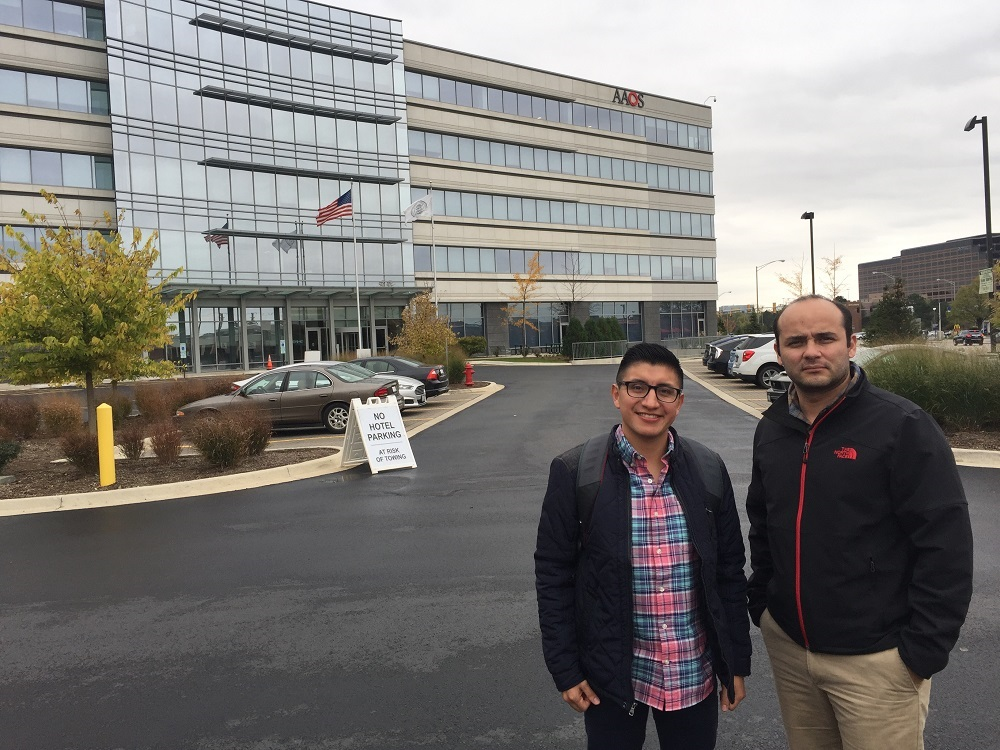 AAOS
NO
HOTEL
PARKING
AT RISK
OF TOWING
THE
NORTH
FACE